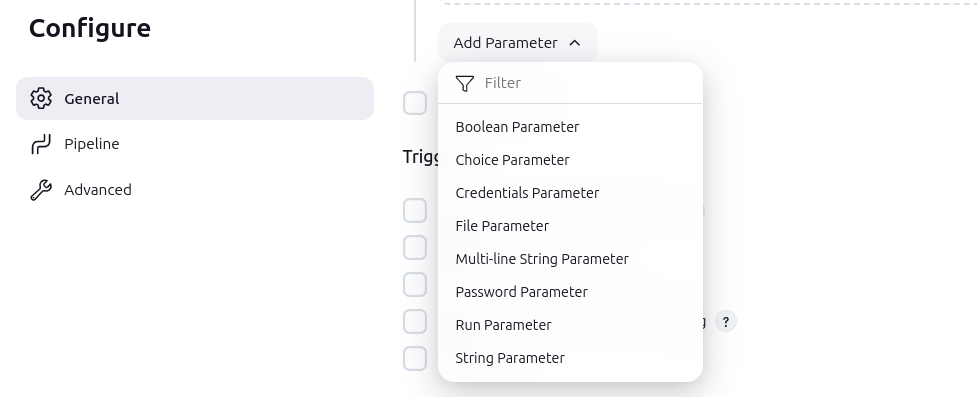 Configure
General
Pipeline
Advanced
Add Parameter
Filter
Boolean Parameter
Choice Parameter
Credentials Parameter
File Parameter
Multi-line String Parameter
Password Parameter
Run Parameter
String Parameter
?